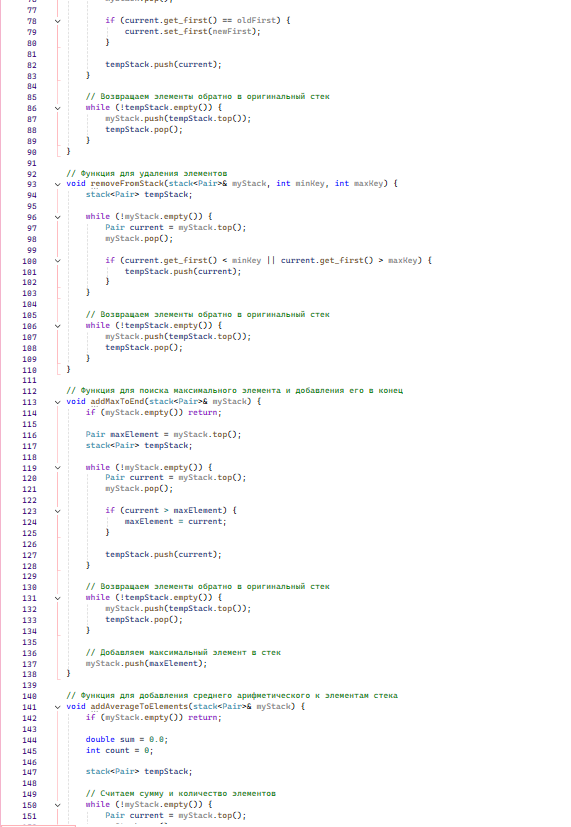 77
78 if (current.get_first() == oldFirst) {
79 current.set_first(newFirst);
80 }
81
82 tempStack.push(current);
83 }
84
85 // Возвращаем элементы обратно в оригинальный стек
86 while (!tempStack.empty()) {
87 myStack.push(tempStack.top());
88 tempStack.pop();
89 }
90 }
91
92 // Функция для удаления элементов
93 void removeFromStack(stack<Pair>& myStack, int minKey, int maxKey) {
94 stack<Pair> tempStack;
95
96 while (!myStack.empty()) {
97 Pair current = myStack.top();
98 myStack.pop();
99
100 if (current.get_first() < minKey || current.get_first() > maxKey) {
101 tempStack.push(current);
102 }
103 }
104
105 // Возвращаем элементы обратно в оригинальный стек
106 while (!tempStack.empty()) {
107 myStack.push(tempStack.top());
108 tempStack.pop();
109 }
110 }
111
112 // Функция для поиска максимального элемента и добавления его в конец
113 void addMaxToEnd(stack<Pair>& myStack) {
114 if (myStack.empty()) return;
115
116 Pair maxElement = myStack.top();
117 stack<Pair> tempStack;
118
119 while (!myStack.empty()) {
120 Pair current = myStack.top();
121 myStack.pop();
122
123 if (current > maxElement) {
124 maxElement = current;
125 }
126
127 tempStack.push(current);
128 }
129
130 // Возвращаем элементы обратно в оригинальный стек
131 while (!tempStack.empty()) {
132 myStack.push(tempStack.top());
133 tempStack.pop();
134 }
135
136 // Добавляем максимальный элемент в стек
137 myStack.push(maxElement);
138 }
139
140 // Функция для добавления среднего арифметического к элементам стека
141 void addAverageToElements(stack<Pair>& myStack) {
142 if (myStack.empty()) return;
143
144 double sum = 0.0;
145 int count = 0;
146
147 stack<Pair> tempStack;
148
149 // Считаем сумму и количество элементов
150 while (!myStack.empty()) {
151 Pair current = myStack.top();